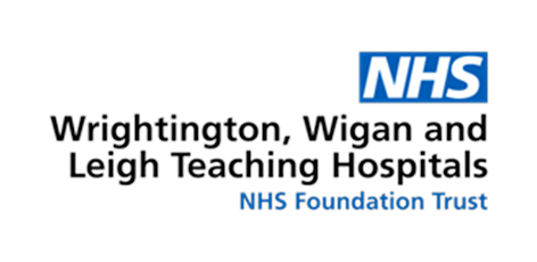 NHS
Wrightington, Wigan and
Leigh Teaching Hospitals
NHS Foundation Trust